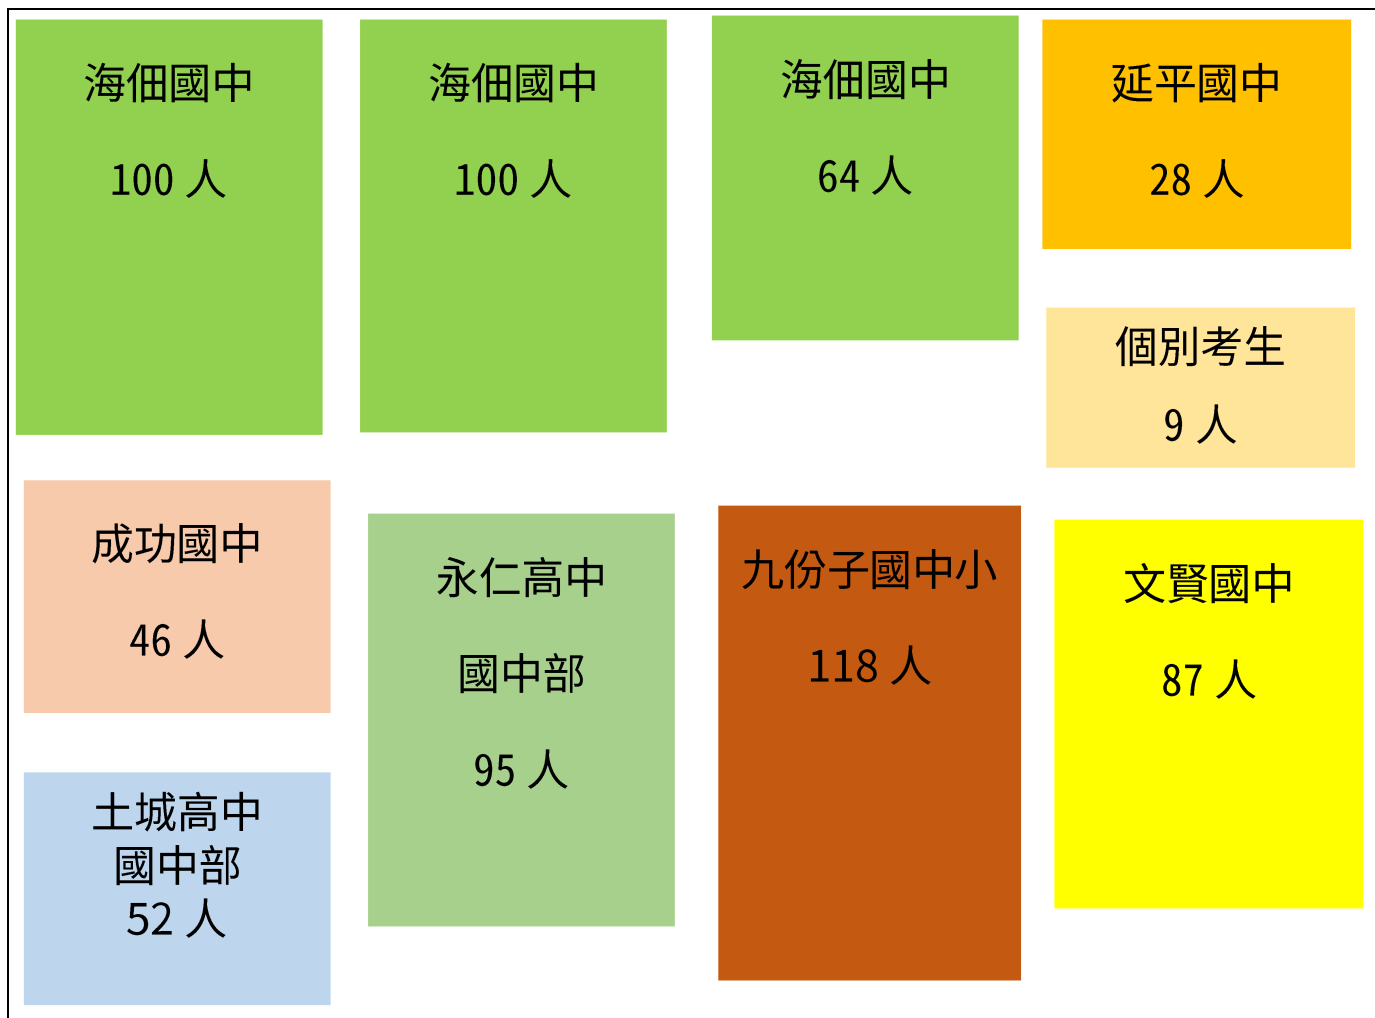 海佃國中
100 人
海佃國中
100 人
海佃國中
64 人
延平國中
28 人
個別考生
9 人
成功國中
46 人
永仁高中
國中部
95 人
九份子國中小
118 人
文賢國中
87 人
土城高中
國中部
52 人